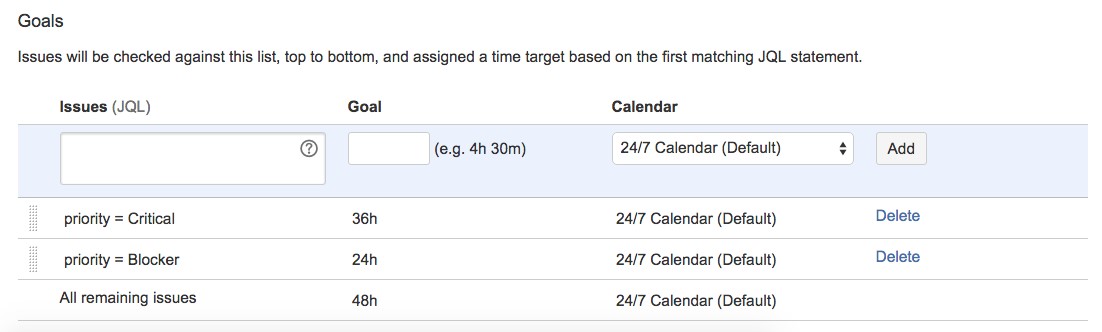 Goals
Issues will be checked against this list, top to bottom, and assigned a time target based on the first matching JQL statement.
Issues (JQL) Goal Calendar
? (e.g. 4h 30m) 24/7 Calendar (Default) Add
priority = Critical 36h 24/7 Calendar (Default) Delete
priority = Blocker 24h 24/7 Calendar (Default) Delete
All remaining issues 48h 24/7 Calendar (Default)